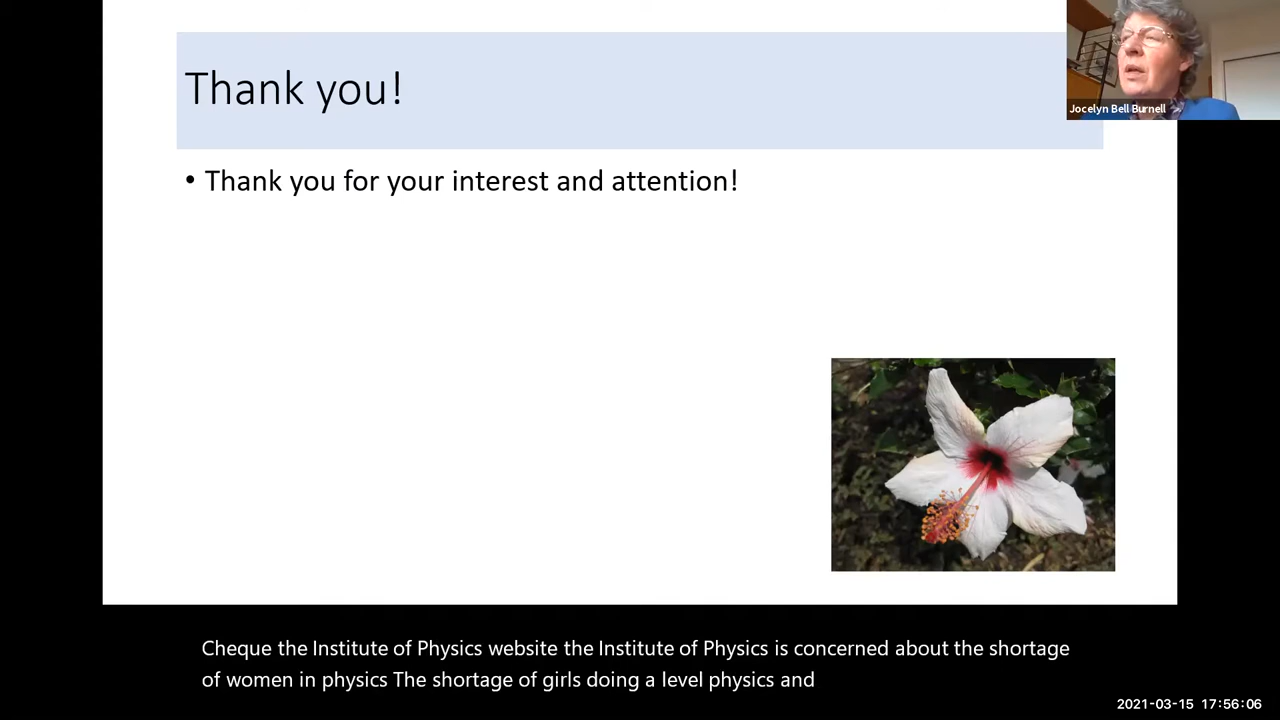 Thank you!
• Thank you for your interest and attention!
Jocelyn Bell Burnell
Cheque the Institute of Physics website the Institute of Physics is concerned about the shortage
of women in physics The shortage of girls doing a level physics and
2021-03-15 17:56:06